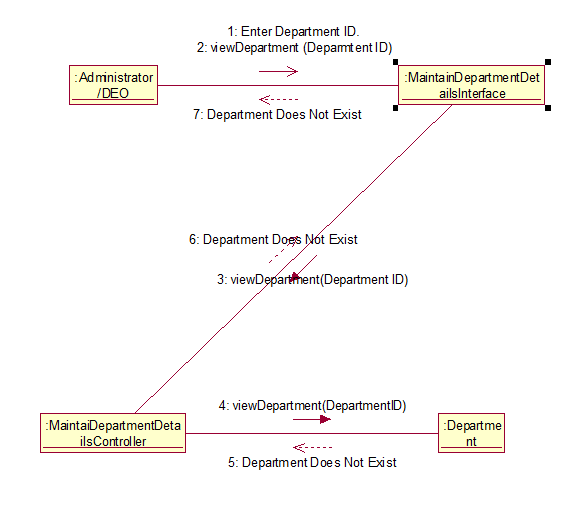 1: Enter Department ID.
2: viewDepartment (Deparmtent ID)
:Administrator
/DEO
:MaintainDepartmentDet
ailsInterface
7: Department Does Not Exist
6: Department Does Not Exist
3: viewDepartment(Department ID)
4: viewDepartment(DepartmentID)
:MaintaiDepartmentDeta
ilsController
:Departme
nt
5: Department Does Not Exist